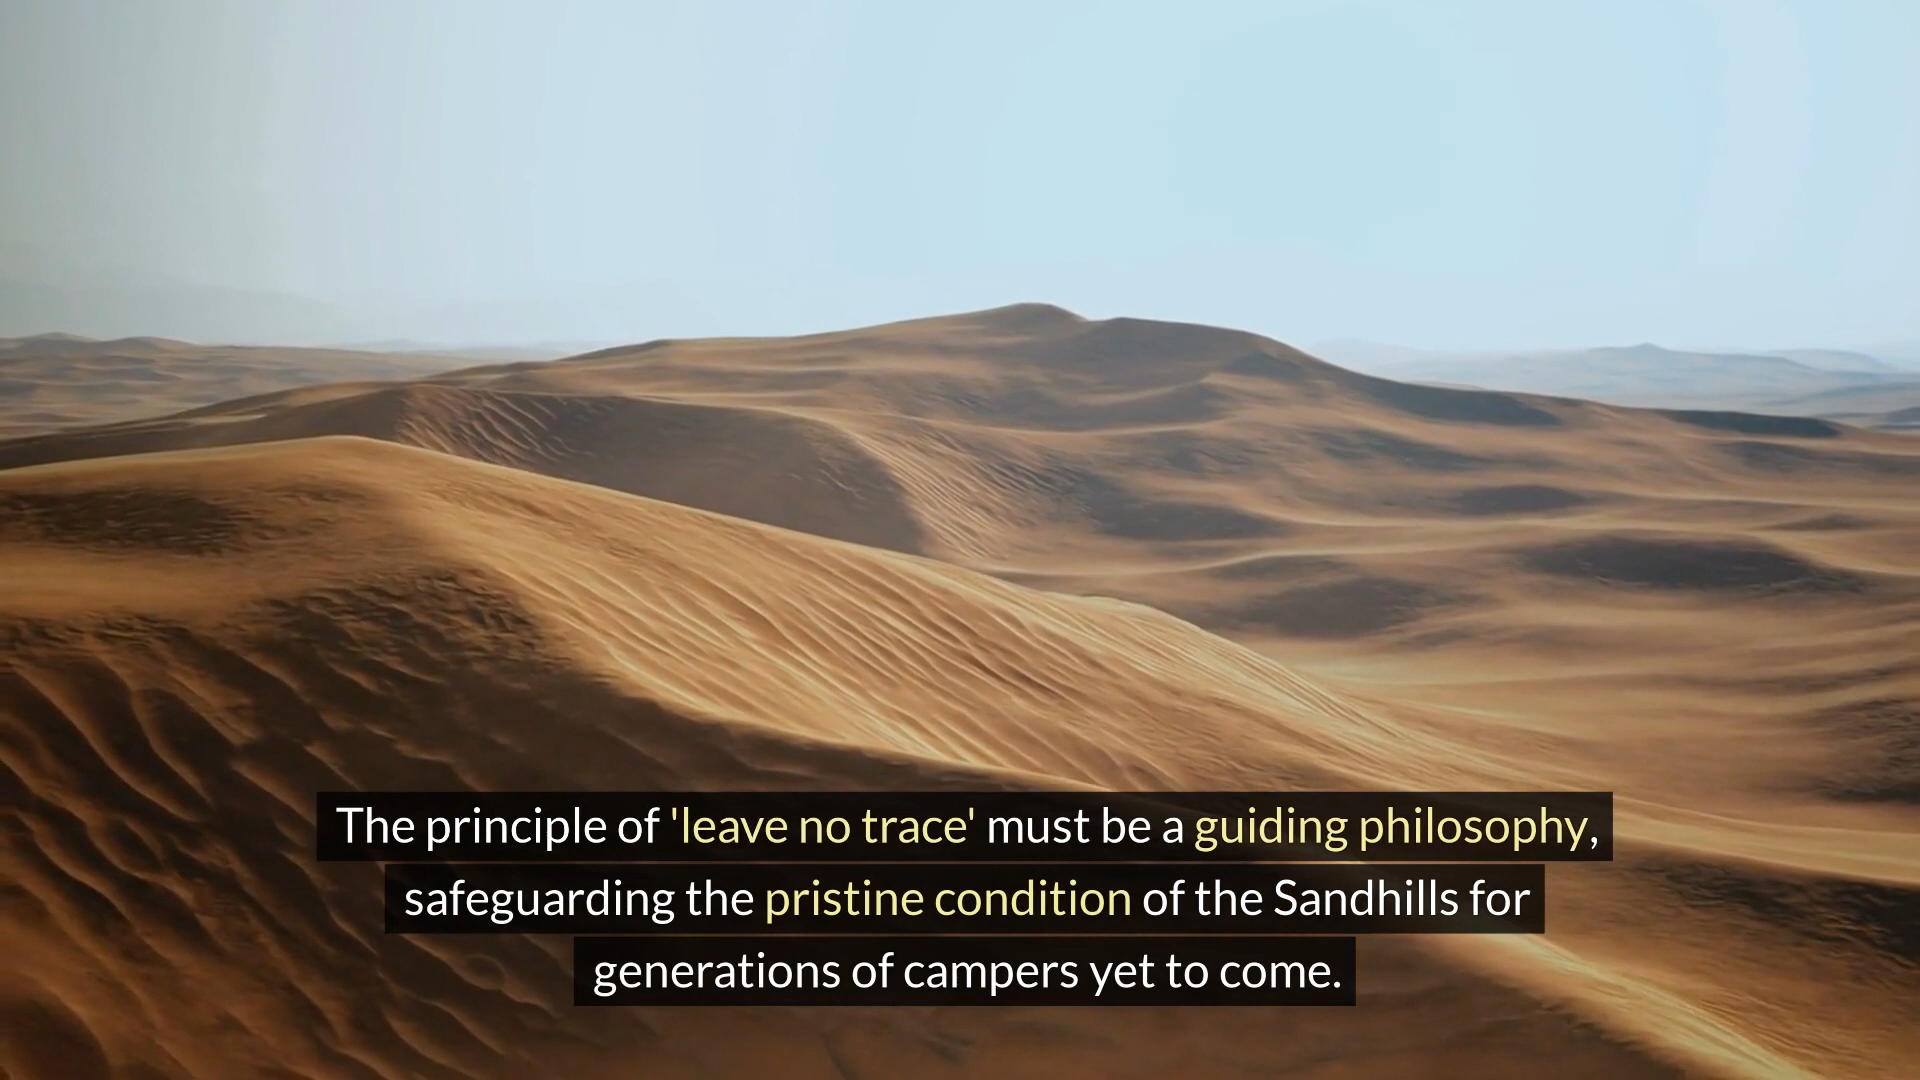 The principle of 'leave no trace' must be a guiding philosophy,
safeguarding the pristine condition of the Sandhills for
generations of campers yet to come.